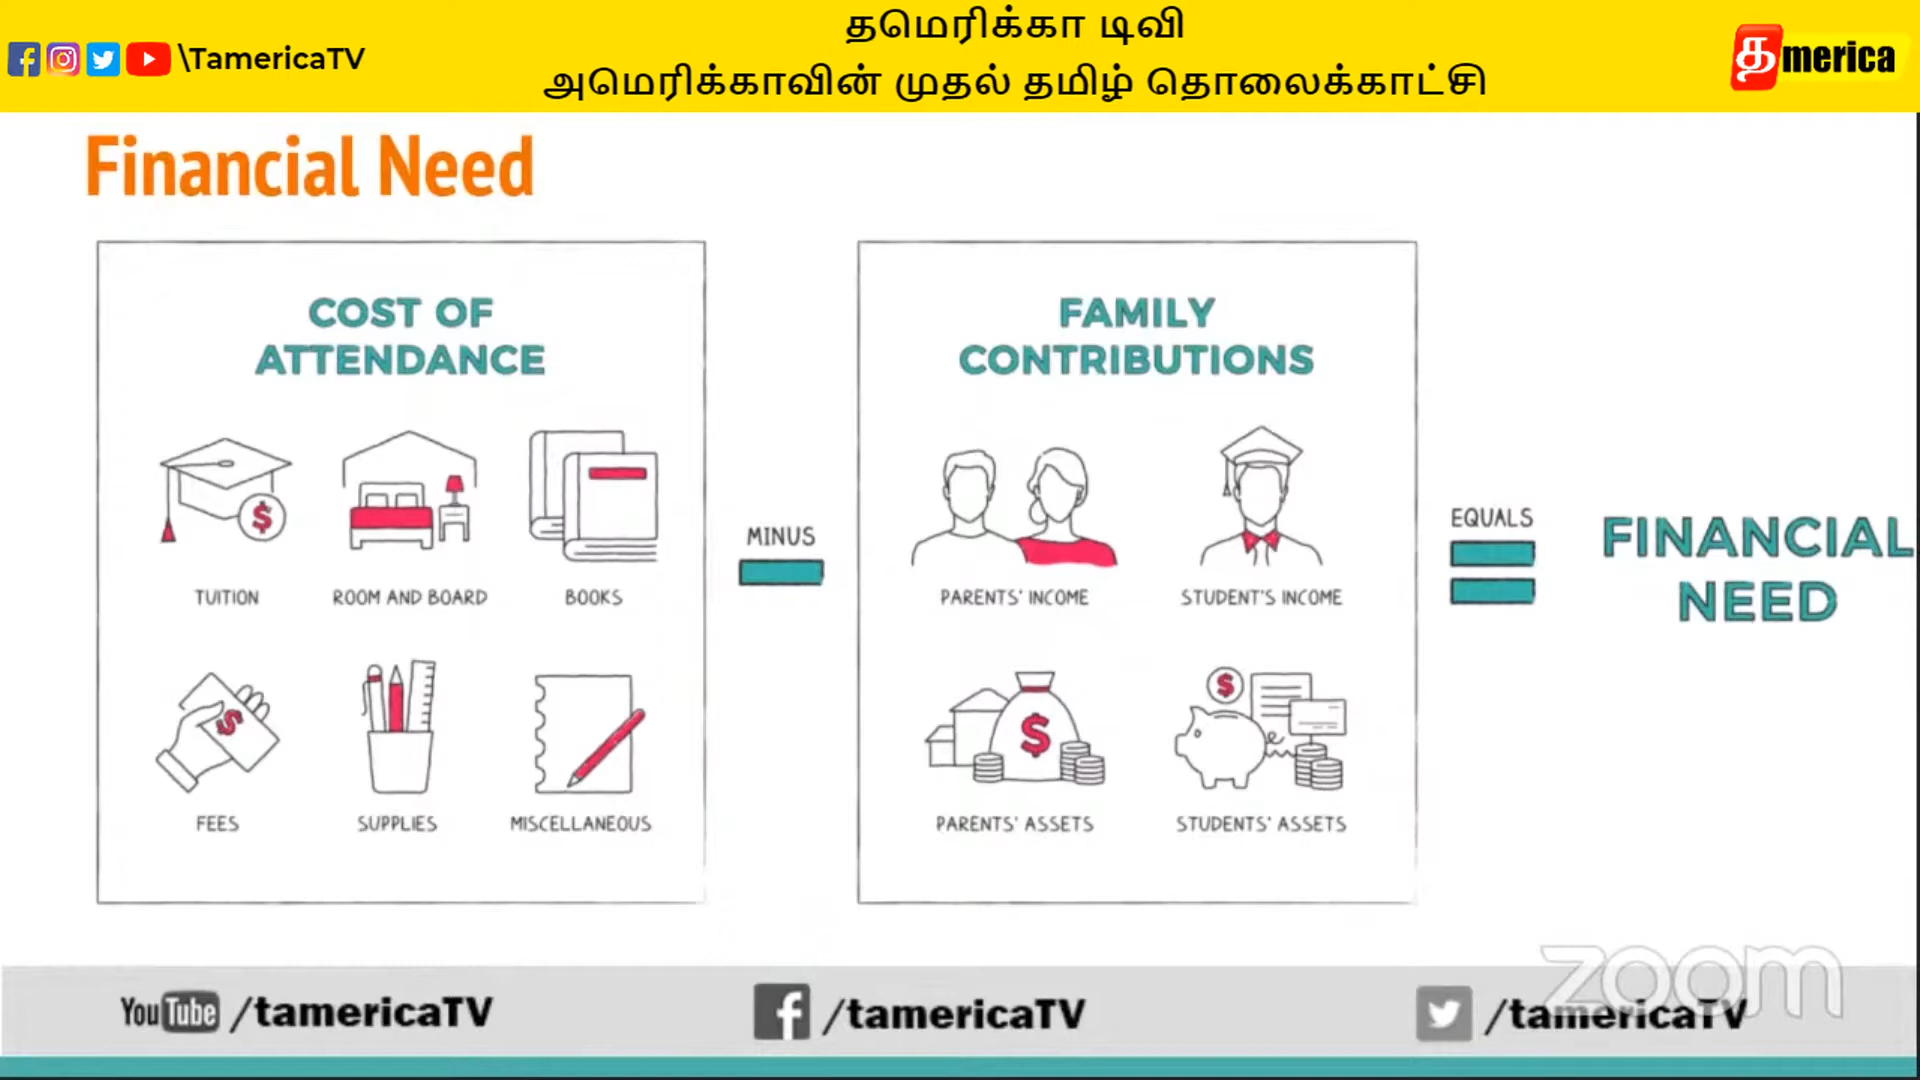 தமெரிக்கா டிவி
\TamericaTV
அமெரிக்காவின் முதல் தமிழ் தொலைக்காட்சி
தmerica
Financial Need
COST OF
ATTENDANCE
TUITION
ROOM AND BOARD
BOOKS
FEES
SUPPLIES
MISCELLANEOUS
MINUS
FAMILY
CONTRIBUTIONS
PARENTS' INCOME
STUDENT'S INCOME
PARENTS' ASSETS
STUDENTS' ASSETS
EQUALS
FINANCIAL
NEED
zoom
YouTube /tamericaTV
/tamericaTV
/tamericaTV